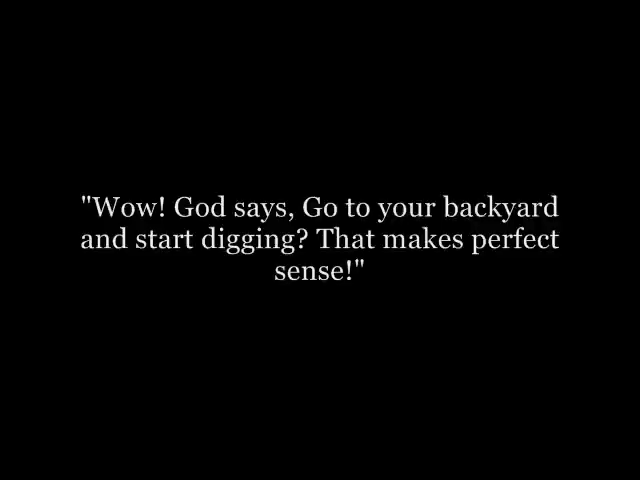 "Wow! God says, Go to your backyard
and start digging? That makes perfect
sense!"